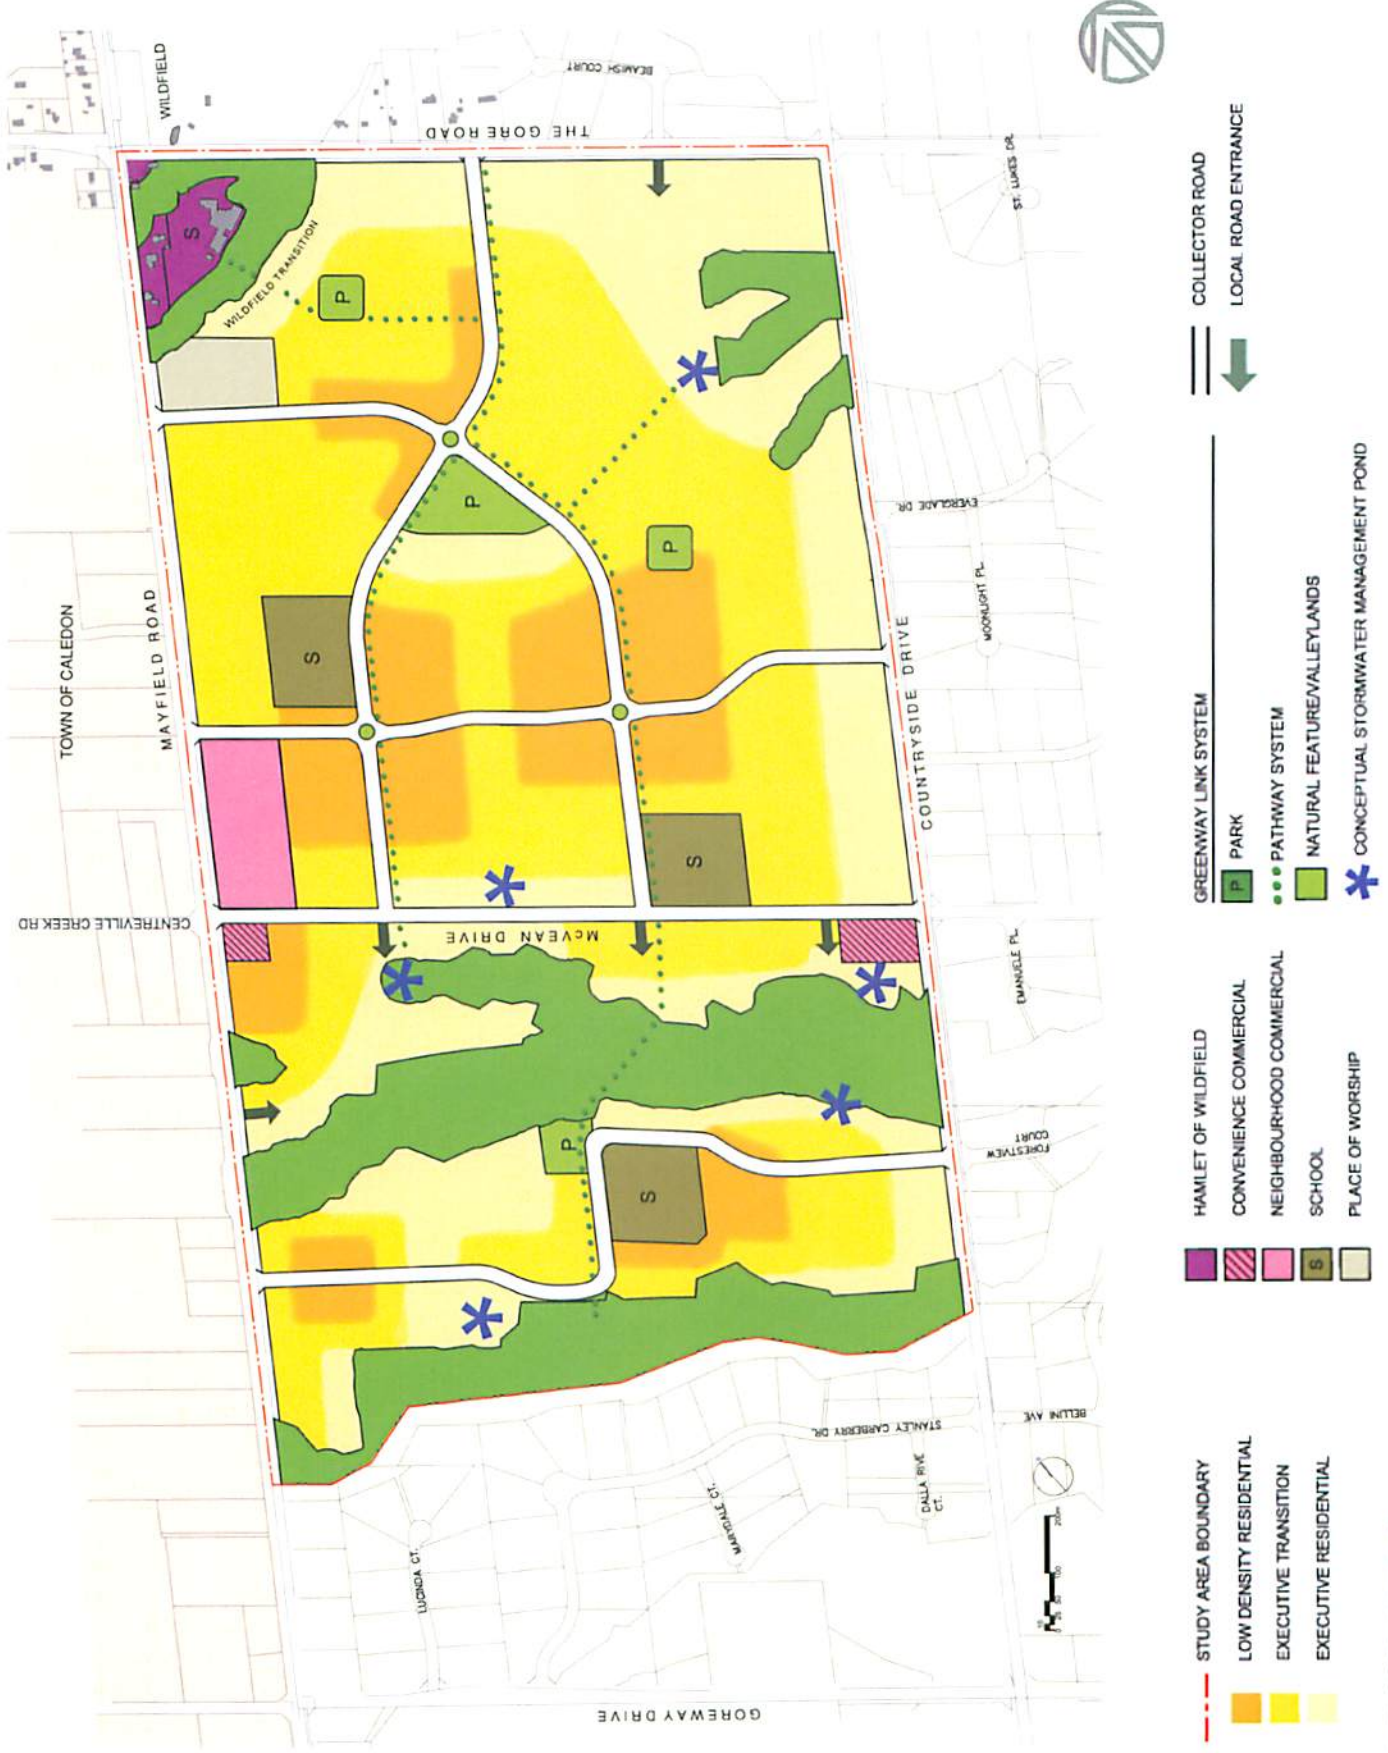 TOWN OF CALEDON
MAYFIELD ROAD
CENTREVILLE CREEK RD
WILDFIELD
THE GORE ROAD
BEAMISH COURT
WILDFIELD TRANSITION
S
P
P
S
P
S
P
S
McVEAN DRIVE
COUNTRYSIDE DRIVE
ST. LUKES DR.
EVERGLADE DR.
MOONLIGHT PL.
EMANUELE PL.
FORESTVIEW
COURT
BELLINI AVE
STANLEY CARBERRY DR.
DALLA RIVE
CT.
MARYDALE CT.
LUCINDA CT.
GOREWAY DRIVE
STUDY AREA BOUNDARY
LOW DENSITY RESIDENTIAL
EXECUTIVE TRANSITION
EXECUTIVE RESIDENTIAL
HAMLET OF WILDFIELD
CONVENIENCE COMMERCIAL
NEIGHBOURHOOD COMMERCIAL
S SCHOOL
PLACE OF WORSHIP
GREENWAY LINK SYSTEM
P PARK
PATHWAY SYSTEM
NATURAL FEATURE/VALLEYLANDS
CONCEPTUAL STORMWATER MANAGEMENT POND
COLLECTOR ROAD
LOCAL ROAD ENTRANCE